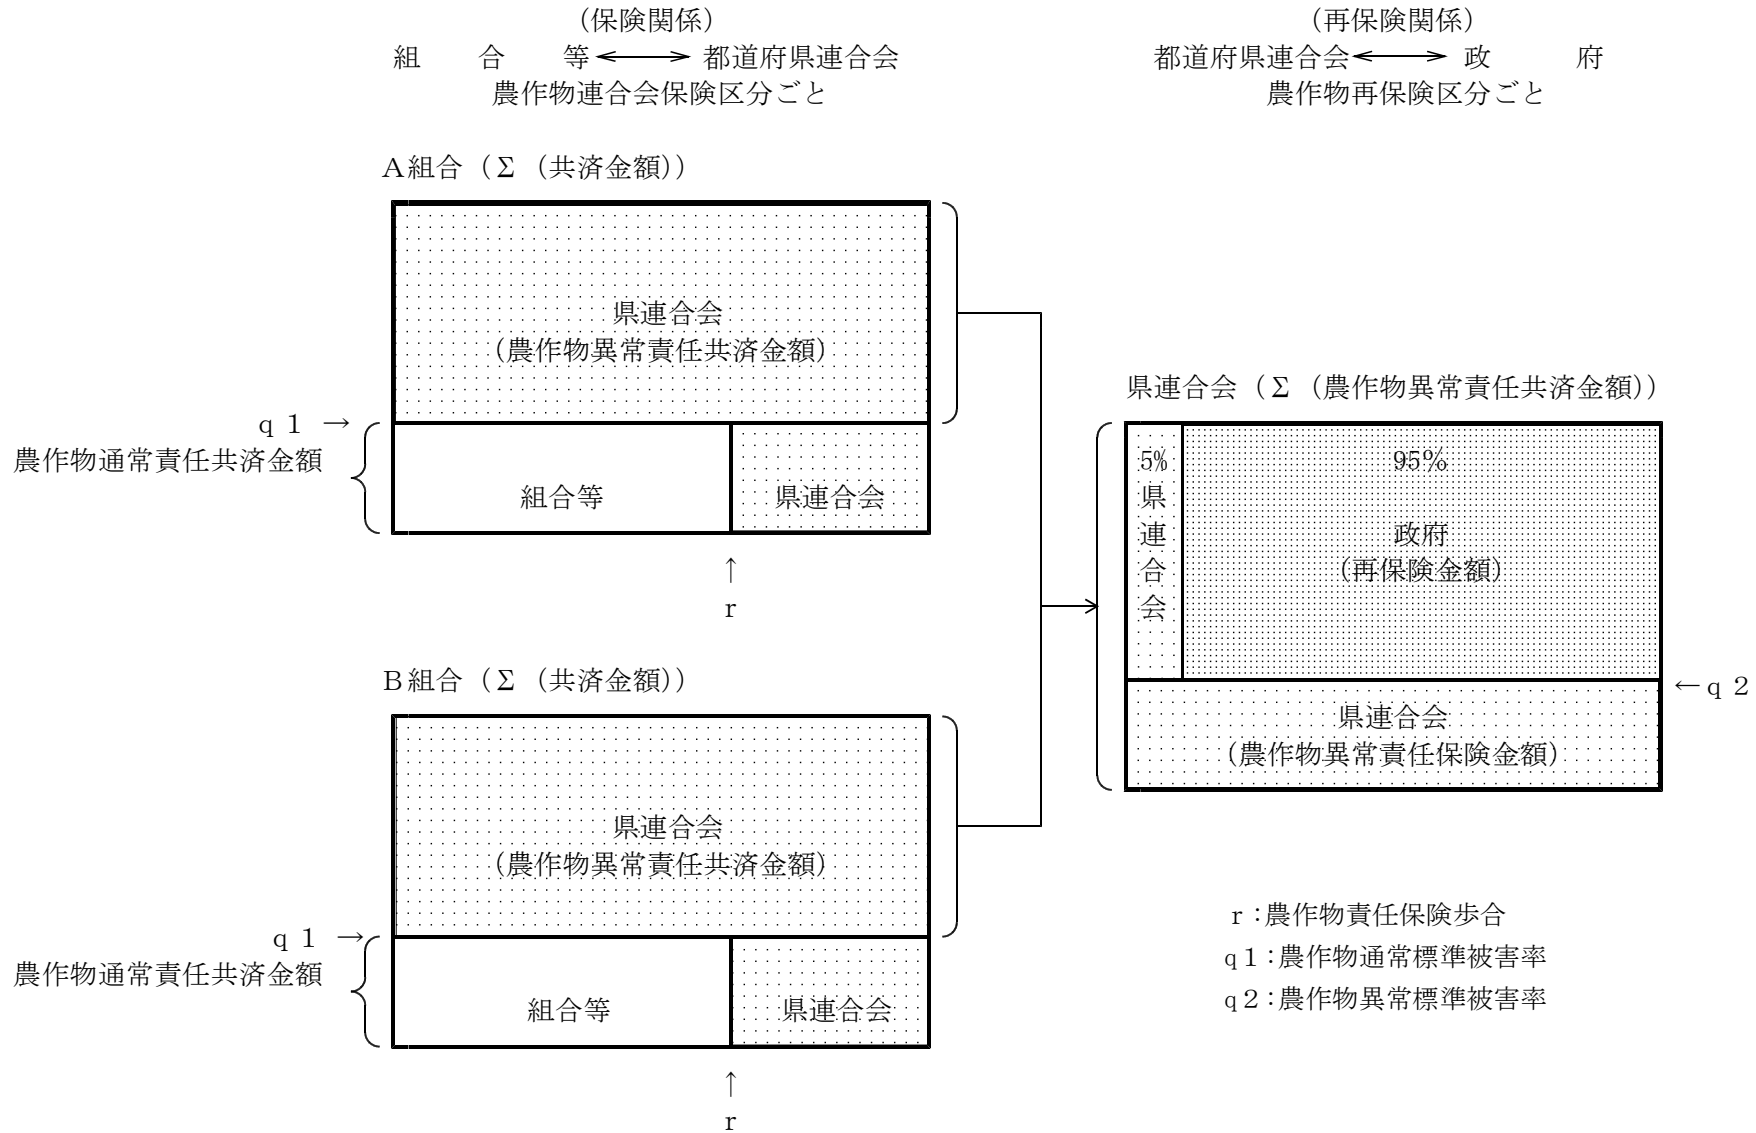 （保険関係）
組　合　等 ←→ 都道府県連合会
農作物連合会保険区分ごと
（再保険関係）
都道府県連合会 ←→ 政　府
農作物再保険区分ごと
Ａ組合（Σ（共済金額））
県連合会
（農作物異常責任共済金額）
ｑ１ →
農作物通常責任共済金額
組合等
県連合会
↑
ｒ
Ｂ組合（Σ（共済金額））
県連合会
（農作物異常責任共済金額）
ｑ１ →
農作物通常責任共済金額
組合等
県連合会
↑
ｒ
県連合会（Σ（農作物異常責任共済金額））
5%
県
連
合
会
95%
政府
（再保険金額）
←ｑ２
県連合会
（農作物異常責任保険金額）
ｒ：農作物責任保険歩合
ｑ１：農作物通常標準被害率
ｑ２：農作物異常標準被害率